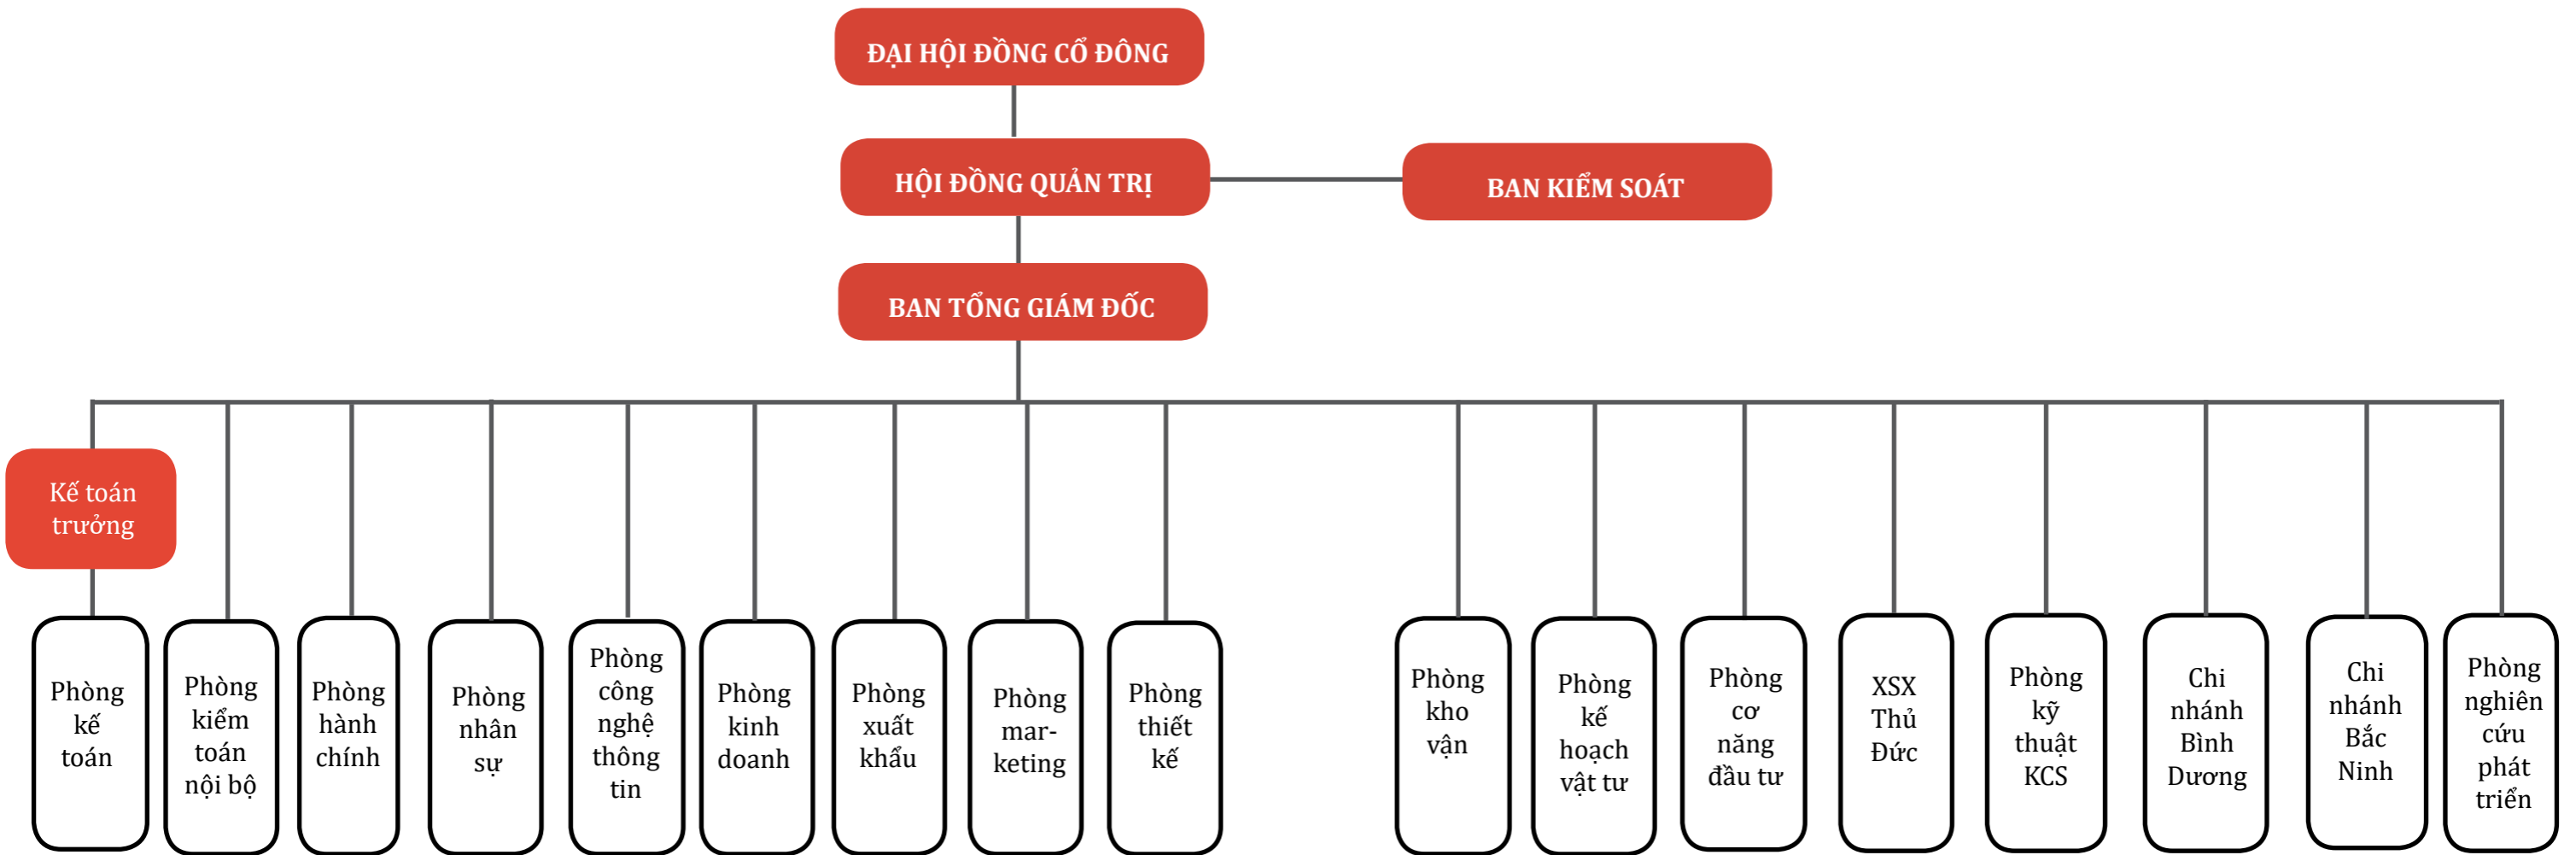 ĐẠI HỘI ĐỒNG CỔ ĐÔNG
HỘI ĐỒNG QUẢN TRỊ
BAN KIỂM SOÁT
BAN TỔNG GIÁM ĐỐC
Kế toán
trưởng
Phòng
kế
toán
Phòng
kiểm
toán
nội bộ
Phòng
hành
chính
Phòng
nhân
sự
Phòng
công
nghệ
thông
tin
Phòng
kinh
doanh
Phòng
xuất
khẩu
Phòng
mar-
keting
Phòng
thiết
kế
Phòng
kho
vận
Phòng
kế
hoạch
vật tư
Phòng
cơ
năng
đầu tư
XSX
Thủ
Đức
Phòng
kỹ
thuật
KCS
Chi
nhánh
Bình
Dương
Chi
nhánh
Bắc
Ninh
Phòng
nghiên
cứu
phát
triển